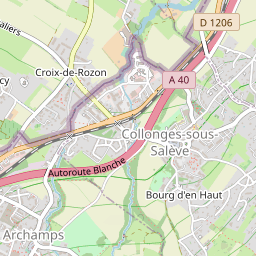 aliers
D 1206
Croix-de-Rozon
cy
A 40
Collonges-sous-
Salève
Autoroute Blanche
Bourg d'en Haut
Archamps